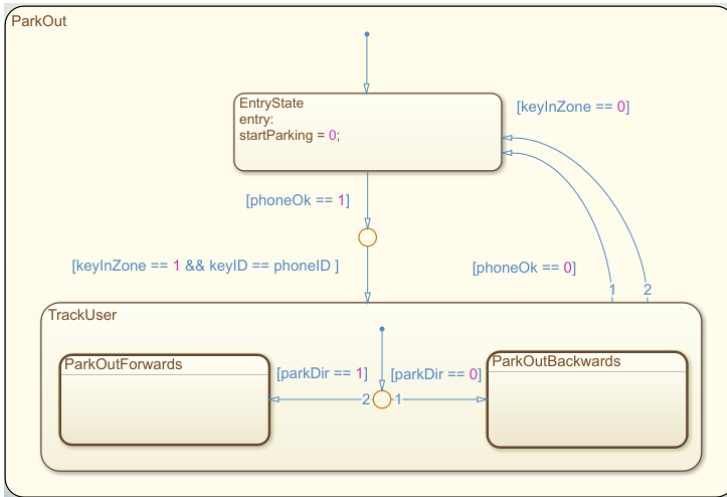 ParkOut
EntryState
entry:
startParking = 0;
[keyInZone == 0]
[phoneOk == 1]
[keyInZone == 1 && keyID == phoneID ]
[phoneOk == 0]
1
2
TrackUser
ParkOutForwards
ParkOutBackwards
[parkDir == 1]
[parkDir == 0]
2
1